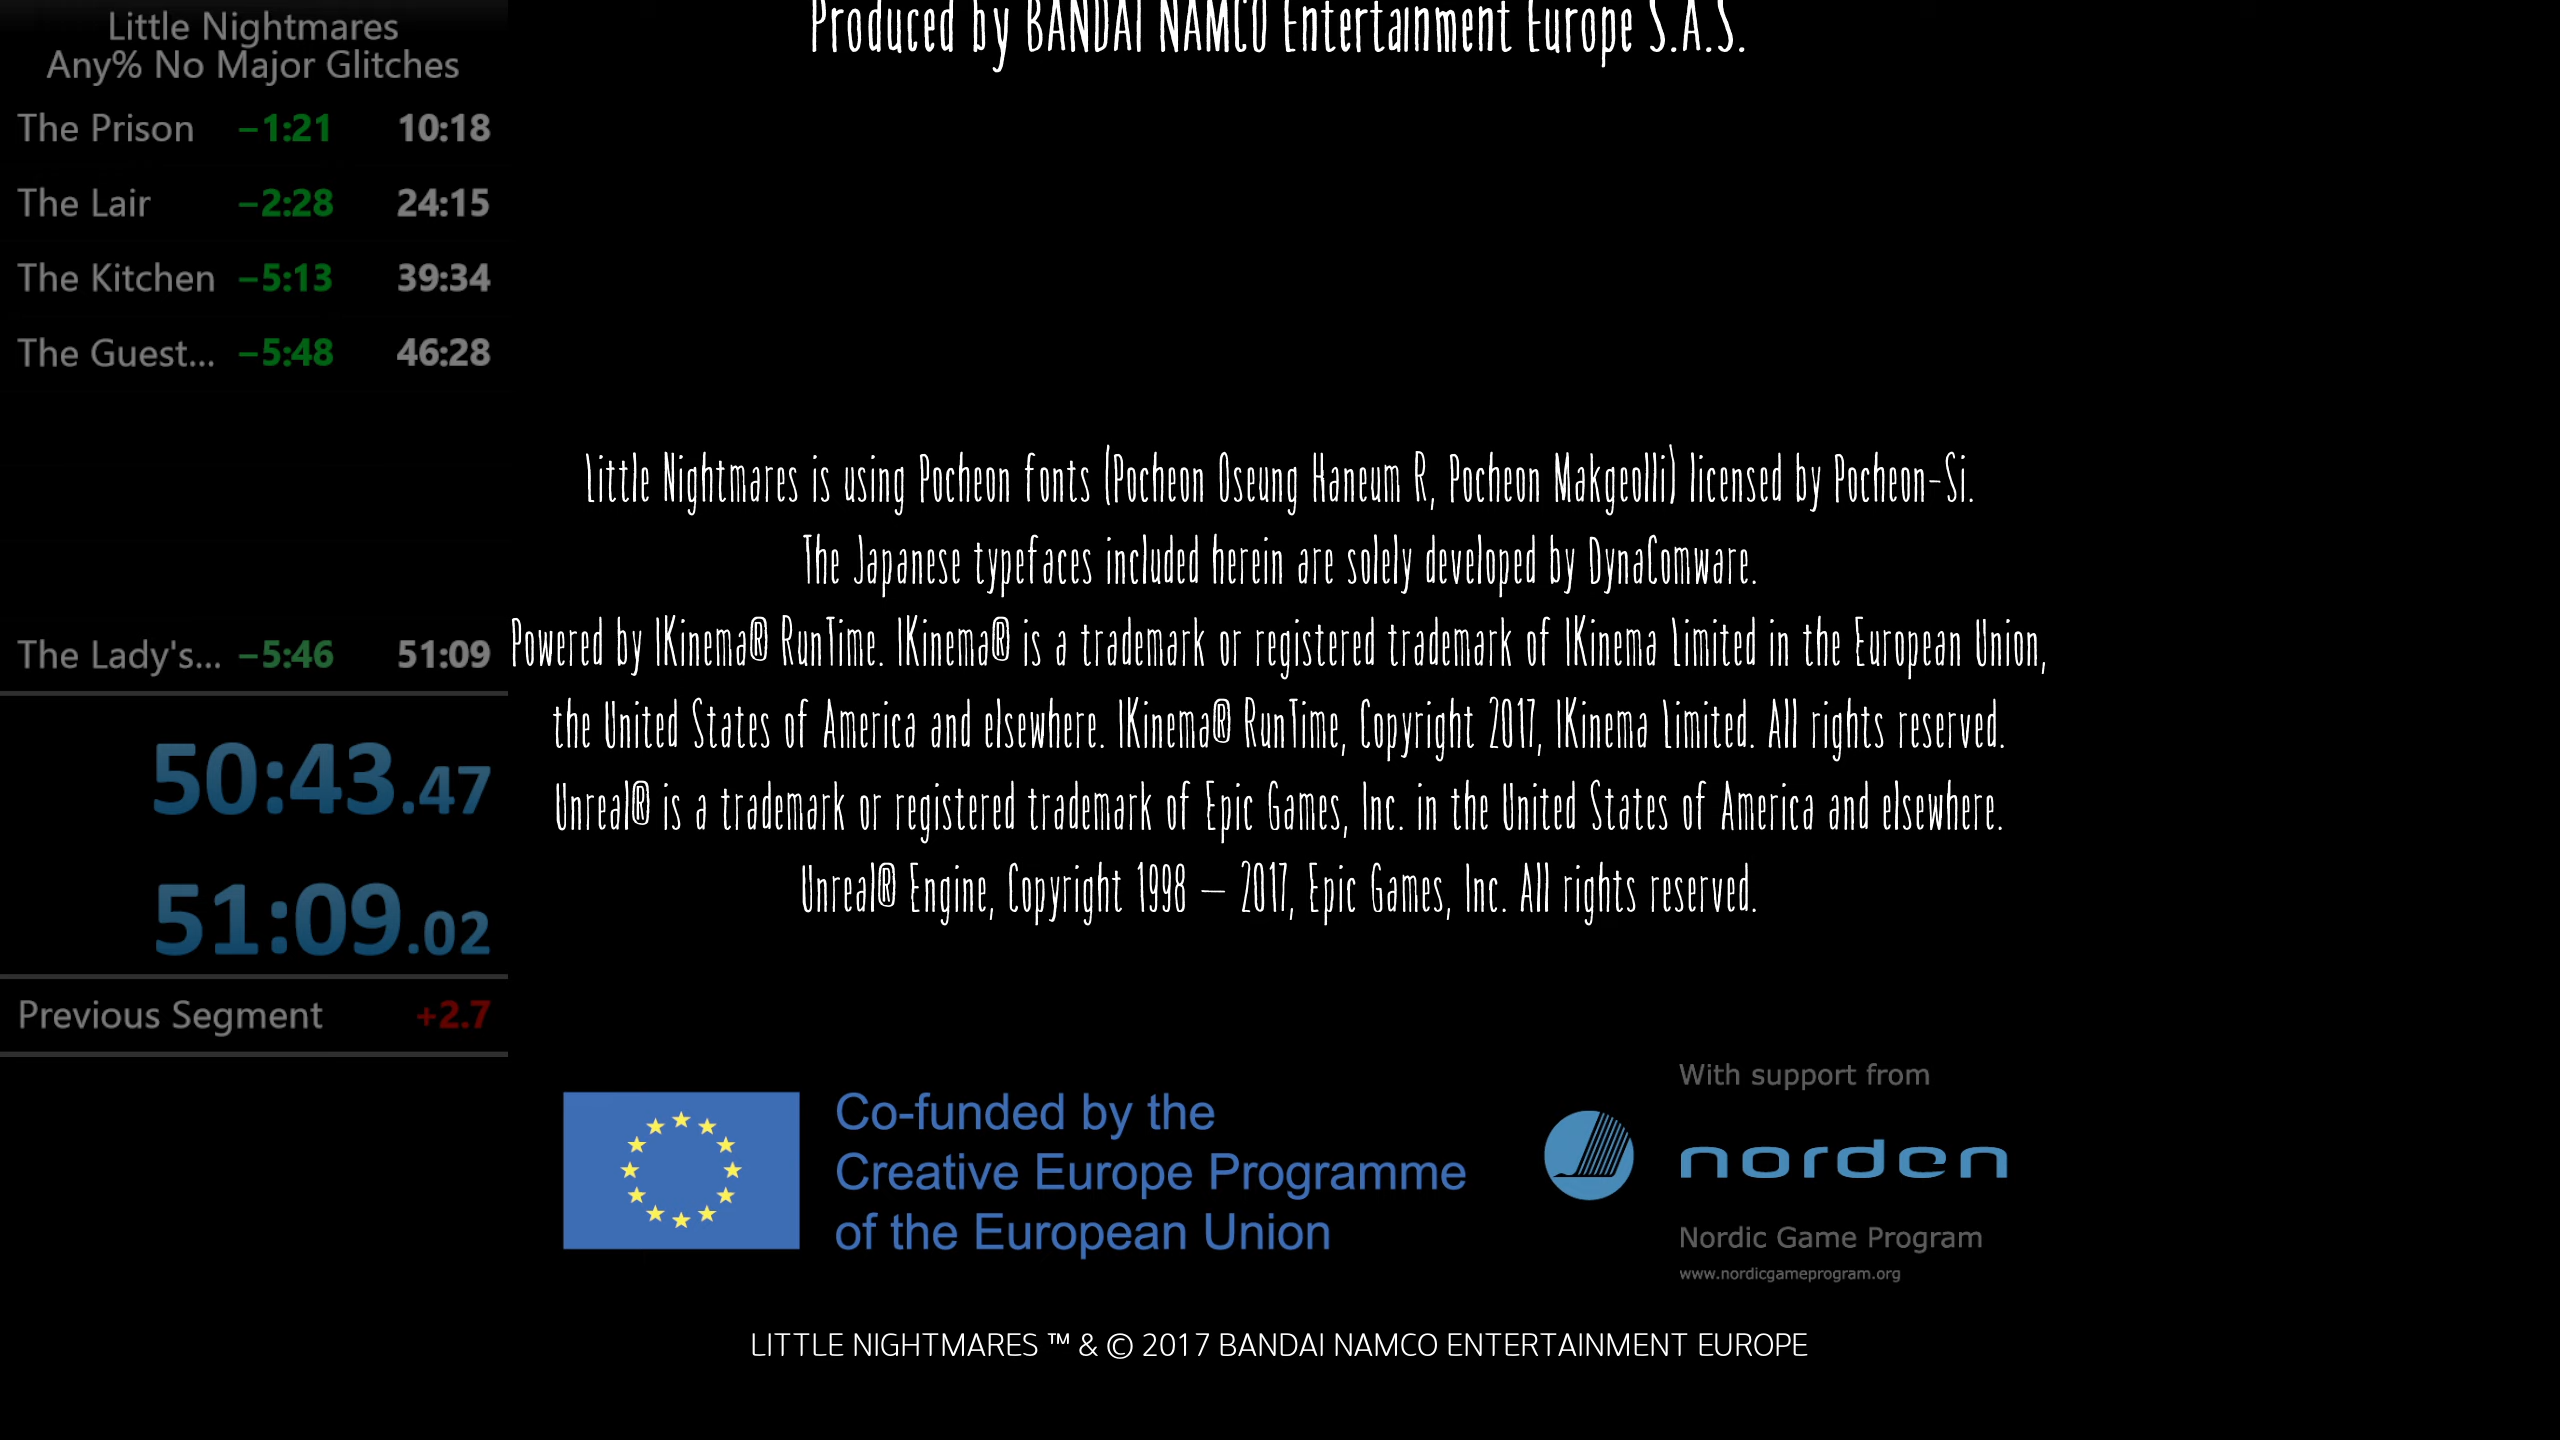 Little Nightmares
Any% No Major Glitches
The Prison −1:21 10:18
The Lair −2:28 24:15
The Kitchen −5:13 39:34
The Guest... −5:48 46:28
The Lady's... −5:46 51:09
50:43.47
51:09.02
Previous Segment +2.7
Produced by BANDAI NAMCO Entertainment Europe S.A.S.
Little Nightmares is using Pocheon fonts (Pocheon Oseung Haneum R, Pocheon Makgeolli) licensed by Pocheon-Si.
The Japanese typefaces included herein are solely developed by DynaComware.
Powered by IKinema® RunTime. IKinema® is a trademark or registered trademark of IKinema Limited in the European Union,
the United States of America and elsewhere. IKinema® RunTime, Copyright 2017, IKinema Limited. All rights reserved.
Unreal® is a trademark or registered trademark of Epic Games, Inc. in the United States of America and elsewhere.
Unreal® Engine, Copyright 1998 – 2017, Epic Games, Inc. All rights reserved.
Co-funded by the
Creative Europe Programme
of the European Union
With support from
norden
Nordic Game Program
www.nordicgameprogram.org
LITTLE NIGHTMARES ™ & © 2017 BANDAI NAMCO ENTERTAINMENT EUROPE